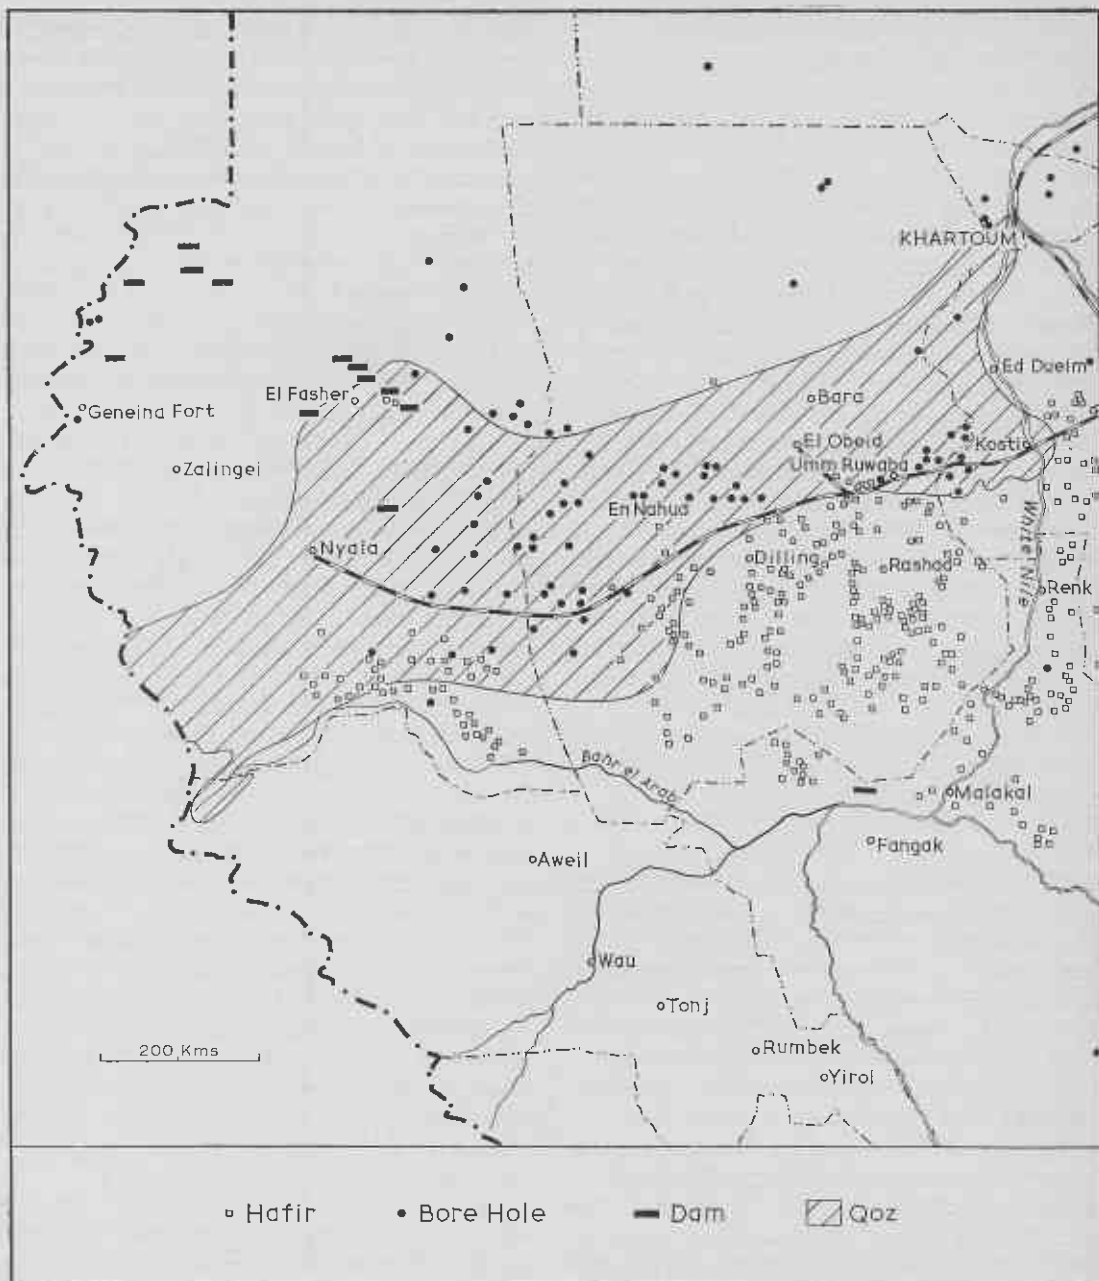 KHARTOUM
Ed Dueim
El Fasher
Geneina Fort
Bara
Zalingei
El Obeid
Kosti
Umm Ruwaba
En Nahud
White Nile
Nyala
Dilling
Rashad
Renk
Bahr el Arab
Malakal
Fangak
Aweil
Wau
Tonj
200 Kms
Rumbek
Yirol
Hafir
Bore Hole
Dam
Qoz